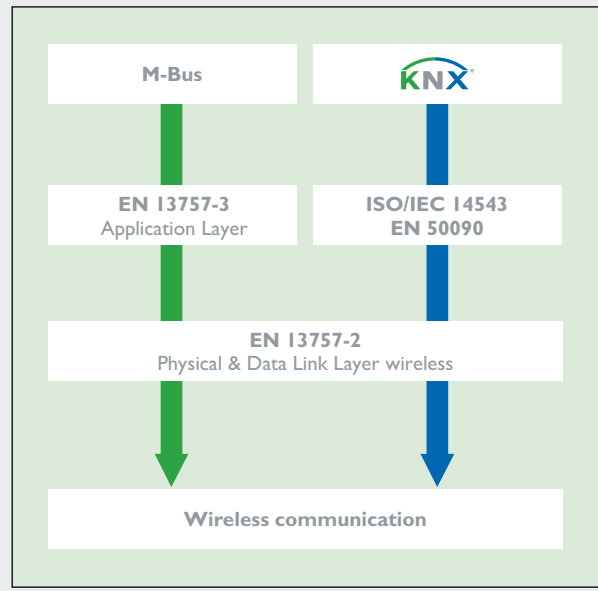 M-Bus
KNX®
EN 13757-3
Application Layer
ISO/IEC 14543
EN 50090
EN 13757-2
Physical & Data Link Layer wireless
Wireless communication